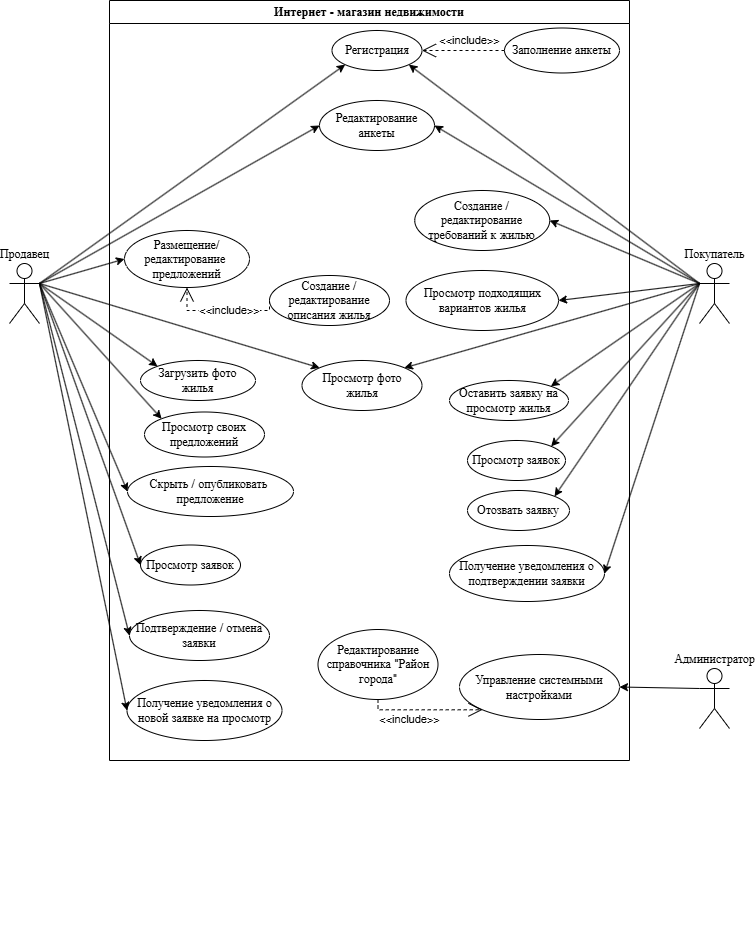 Интернет - магазин недвижимости
Регистрация
<<include>>
Заполнение анкеты
Редактирование
анкеты
Создание /
редактирование
требований к жилью
Продавец
Размещение/
редактирование
предложений
Покупатель
<<include>>
Создание /
редактирование
описания жилья
Просмотр подходящих
вариантов жилья
Загрузить фото
жилья
Просмотр фото
жилья
Оставить заявку на
просмотр жилья
Просмотр своих
предложений
Просмотр заявок
Скрыть / опубликовать
предложение
Отозвать заявку
Просмотр заявок
Получение уведомления о
подтверждении заявки
Подтверждение / отмена
заявки
Редактирование
справочника "Район
города"
Администратор
Управление системными
настройками
Получение уведомления о
новой заявке на просмотр
<<include>>